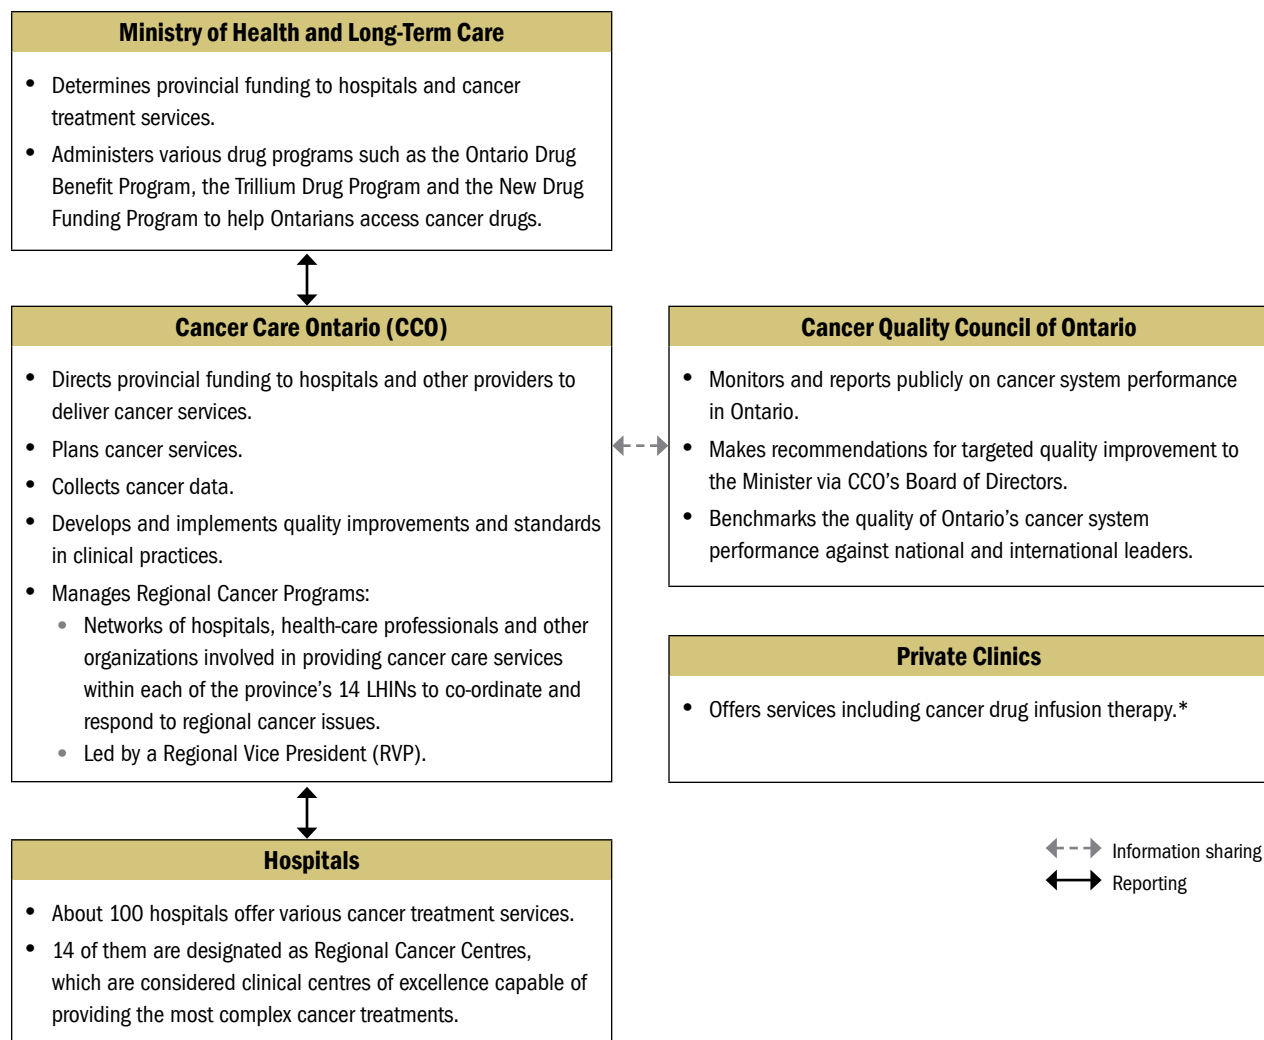 Ministry of Health and Long-Term Care
• Determines provincial funding to hospitals and cancer
treatment services.
• Administers various drug programs such as the Ontario Drug
Benefit Program, the Trillium Drug Program and the New Drug
Funding Program to help Ontarians access cancer drugs.
Cancer Care Ontario (CCO)
• Directs provincial funding to hospitals and other providers to
deliver cancer services.
• Plans cancer services.
• Collects cancer data.
• Develops and implements quality improvements and standards
in clinical practices.
• Manages Regional Cancer Programs:
• Networks of hospitals, health-care professionals and other
organizations involved in providing cancer care services
within each of the province's 14 LHINs to co-ordinate and
respond to regional cancer issues.
• Led by a Regional Vice President (RVP).
Cancer Quality Council of Ontario
• Monitors and reports publicly on cancer system performance
in Ontario.
• Makes recommendations for targeted quality improvement to
the Minister via CCO's Board of Directors.
• Benchmarks the quality of Ontario's cancer system
performance against national and international leaders.
Private Clinics
• Offers services including cancer drug infusion therapy.*
Hospitals
• About 100 hospitals offer various cancer treatment services.
• 14 of them are designated as Regional Cancer Centres,
which are considered clinical centres of excellence capable of
providing the most complex cancer treatments.
Information sharing
Reporting